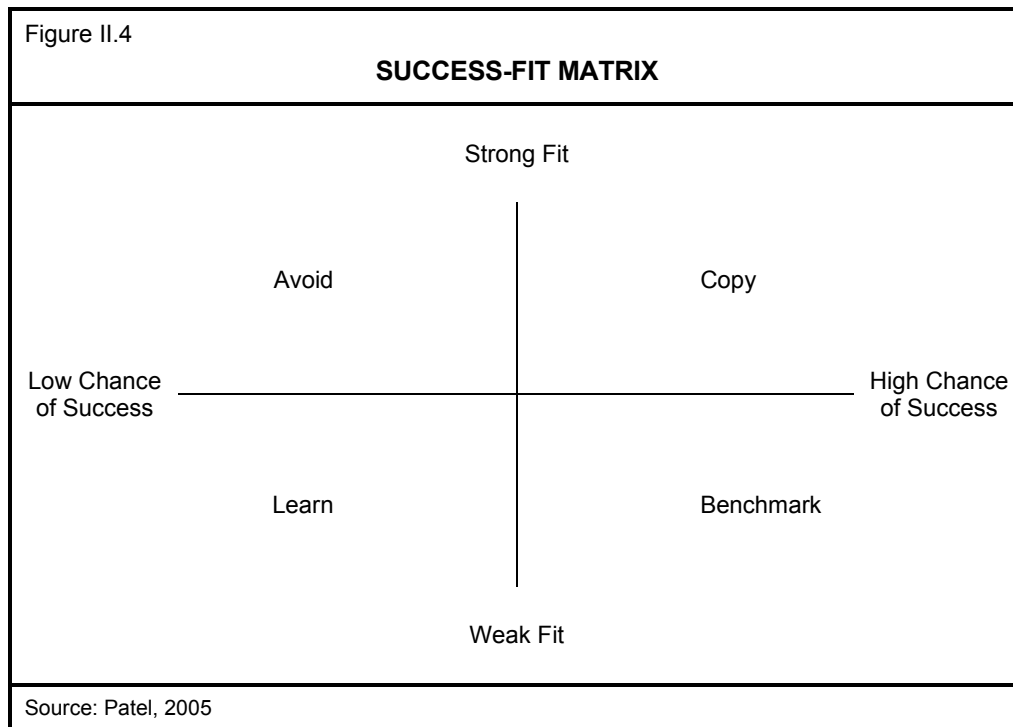 Figure II.4
SUCCESS-FIT MATRIX
Strong Fit
Avoid
Copy
Low Chance
of Success
High Chance
of Success
Learn
Benchmark
Weak Fit
Source: Patel, 2005